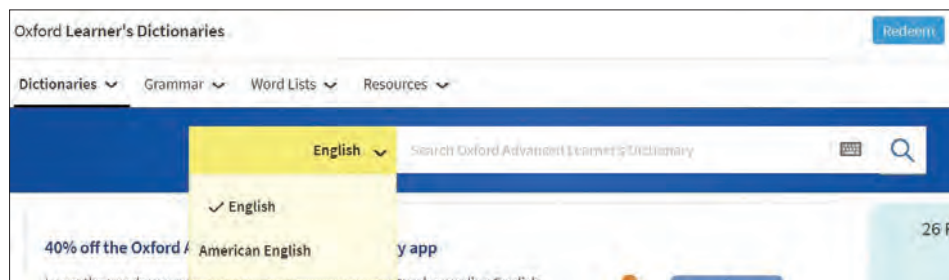 Oxford Learner's Dictionaries
Redeem
Dictionaries Grammar Word Lists Resources
English Search Oxford Advanced Learner's Dictionary
English
40% off the Oxford A
American English
y app
26 F
English